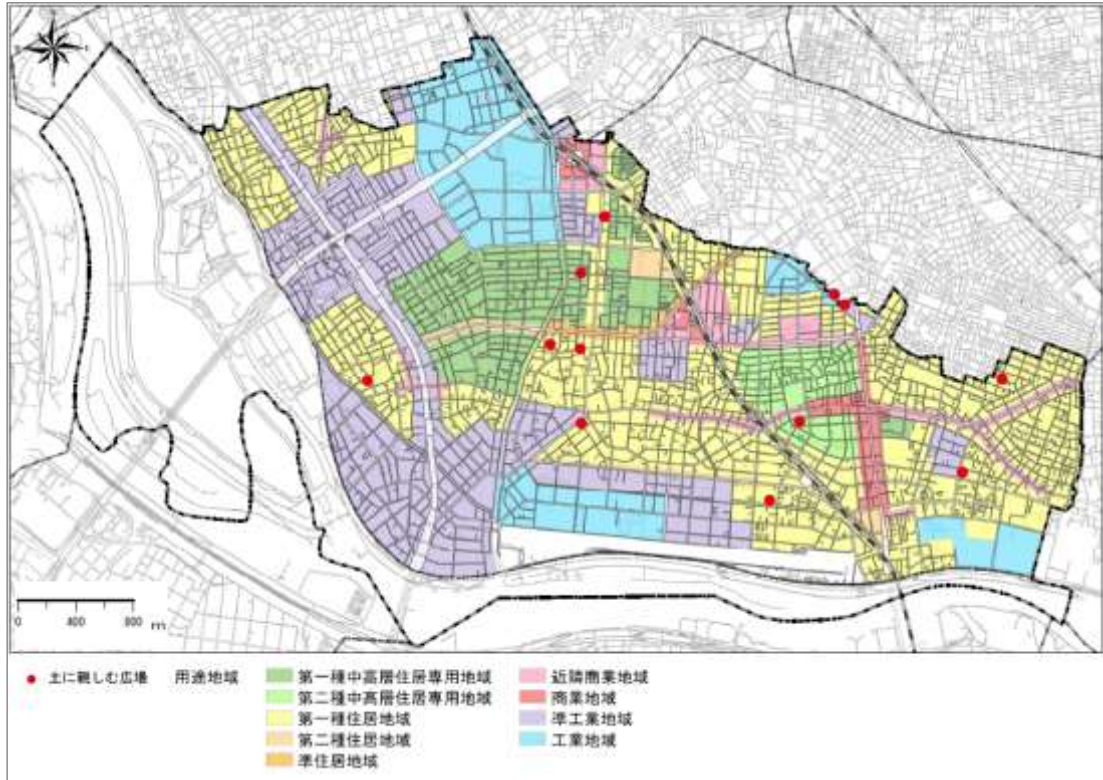 0 400 800 m
土に親しむ広場
用途地域
第一種中高層住居専用地域
第二種中高層住居専用地域
第一種住居地域
第二種住居地域
準住居地域
近隣商業地域
商業地域
準工業地域
工業地域